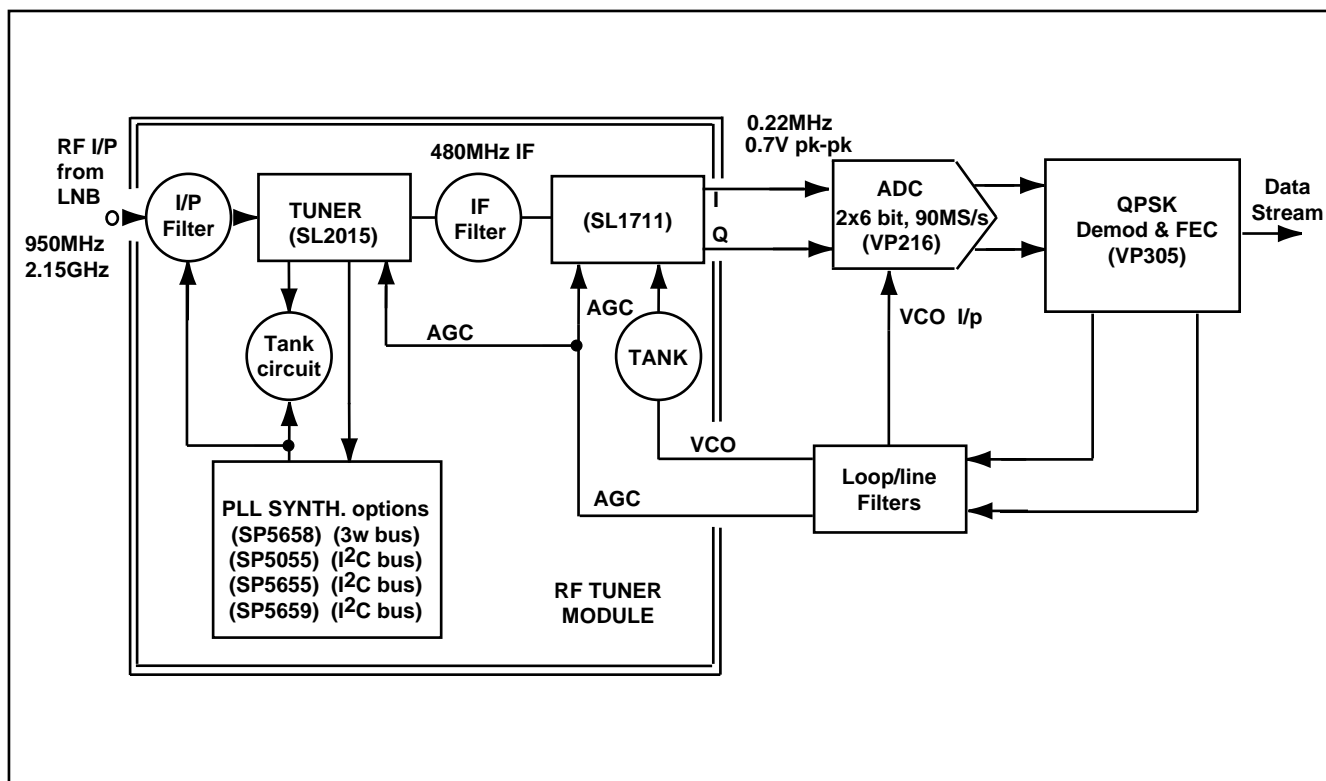 RF I/P
from
LNB
950MHz
2.15GHz
I/P
Filter
TUNER
(SL2015)
480MHz IF
IF
Filter
(SL1711)
I
Q
0.22MHz
0.7V pk-pk
ADC
2x6 bit, 90MS/s
(VP216)
QPSK
Demod & FEC
(VP305)
Data
Stream
Tank
circuit
AGC
AGC
TANK
VCO I/p
VCO
AGC
Loop/line
Filters
PLL SYNTH. options
(SP5658) (3w bus)
(SP5055) (I²C bus)
(SP5655) (I²C bus)
(SP5659) (I²C bus)
RF TUNER
MODULE